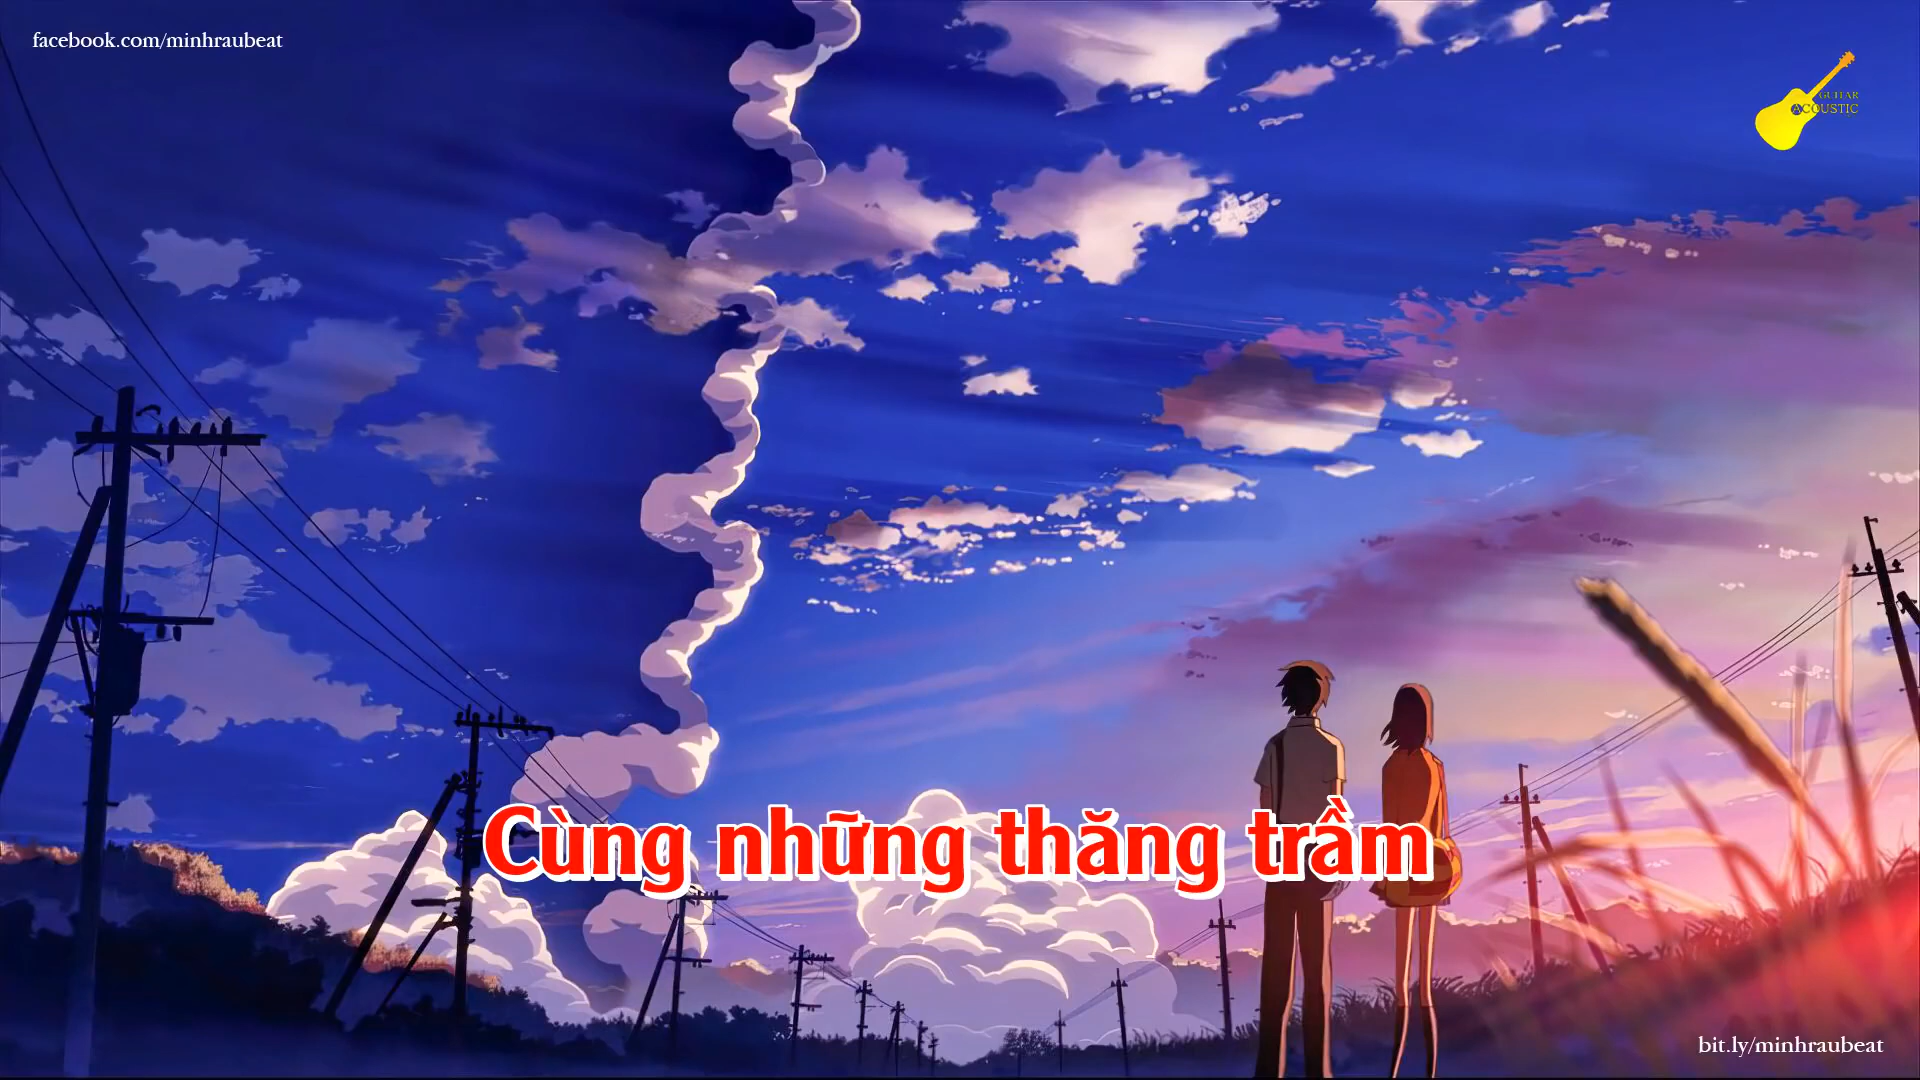 facebook.com/minhraubeat
GUITAR
ACOUSTIC
Cùng những thăng trầm
bit.ly/minhraubeat